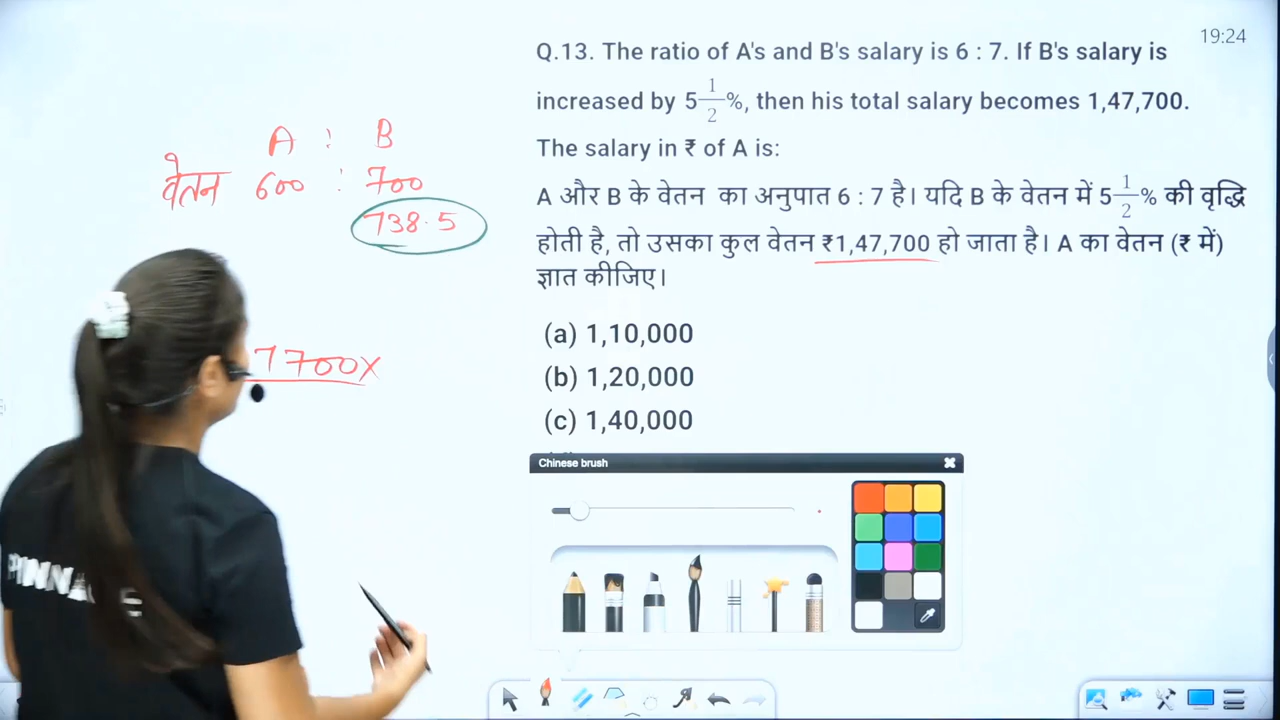 19:24
Q.13. The ratio of A's and B's salary is 6 : 7. If B's salary is
increased by 5 1/2 %, then his total salary becomes 1,47,700.
The salary in ₹ of A is:
A और B के वेतन का अनुपात 6 : 7 है। यदि B के वेतन में 5 1/2 % की वृद्धि
होती है, तो उसका कुल वेतन ₹1,47,700 हो जाता है। A का वेतन (₹ में)
ज्ञात कीजिए।
(a) 1,10,000
(b) 1,20,000
(c) 1,40,000
A : B
वेतन 600 : 700
738.5
7700x
Chinese brush